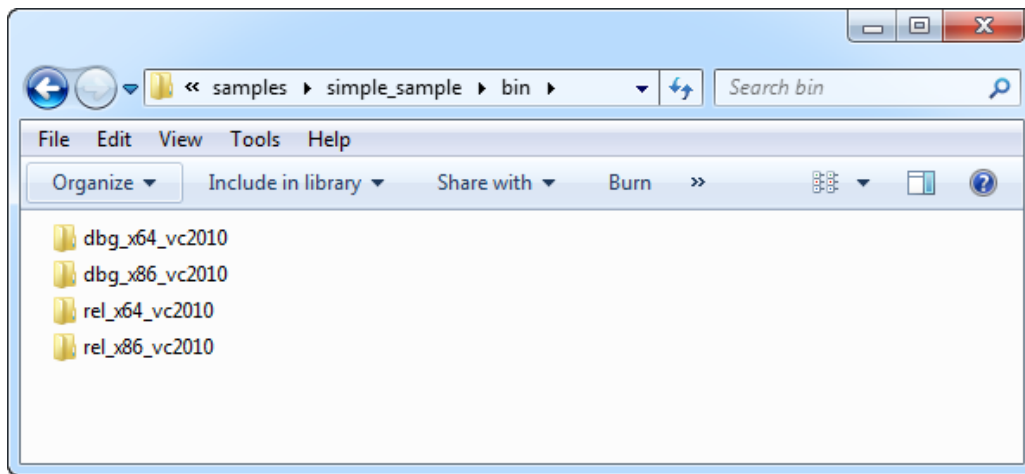 « samples ▸ simple_sample ▸ bin ▸ Search bin
File Edit View Tools Help
Organize ▾ Include in library ▾ Share with ▾ Burn »
dbg_x64_vc2010
dbg_x86_vc2010
rel_x64_vc2010
rel_x86_vc2010